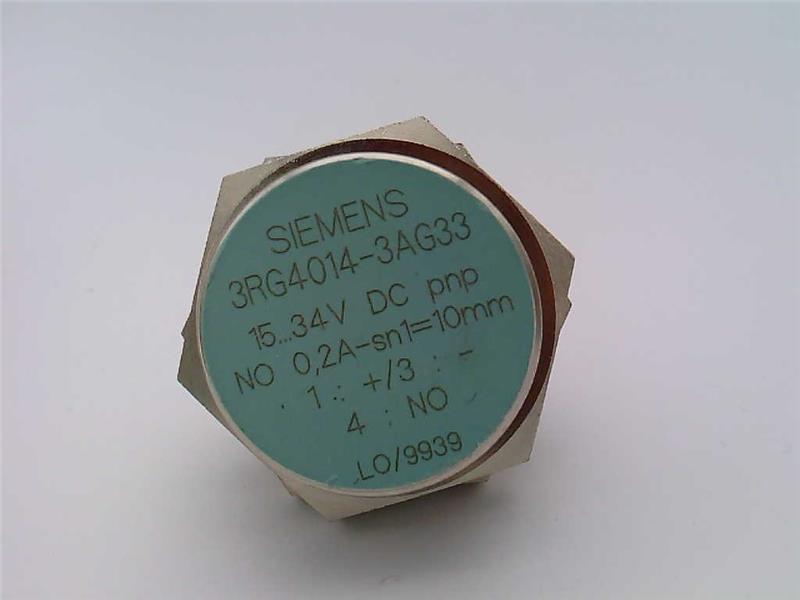 SIEMENS
3RG4014-3AG33
15...34V DC pnp
NO 0,2A-sn1=10mm
1 : +/3 : -
4 : NO
LO/9939